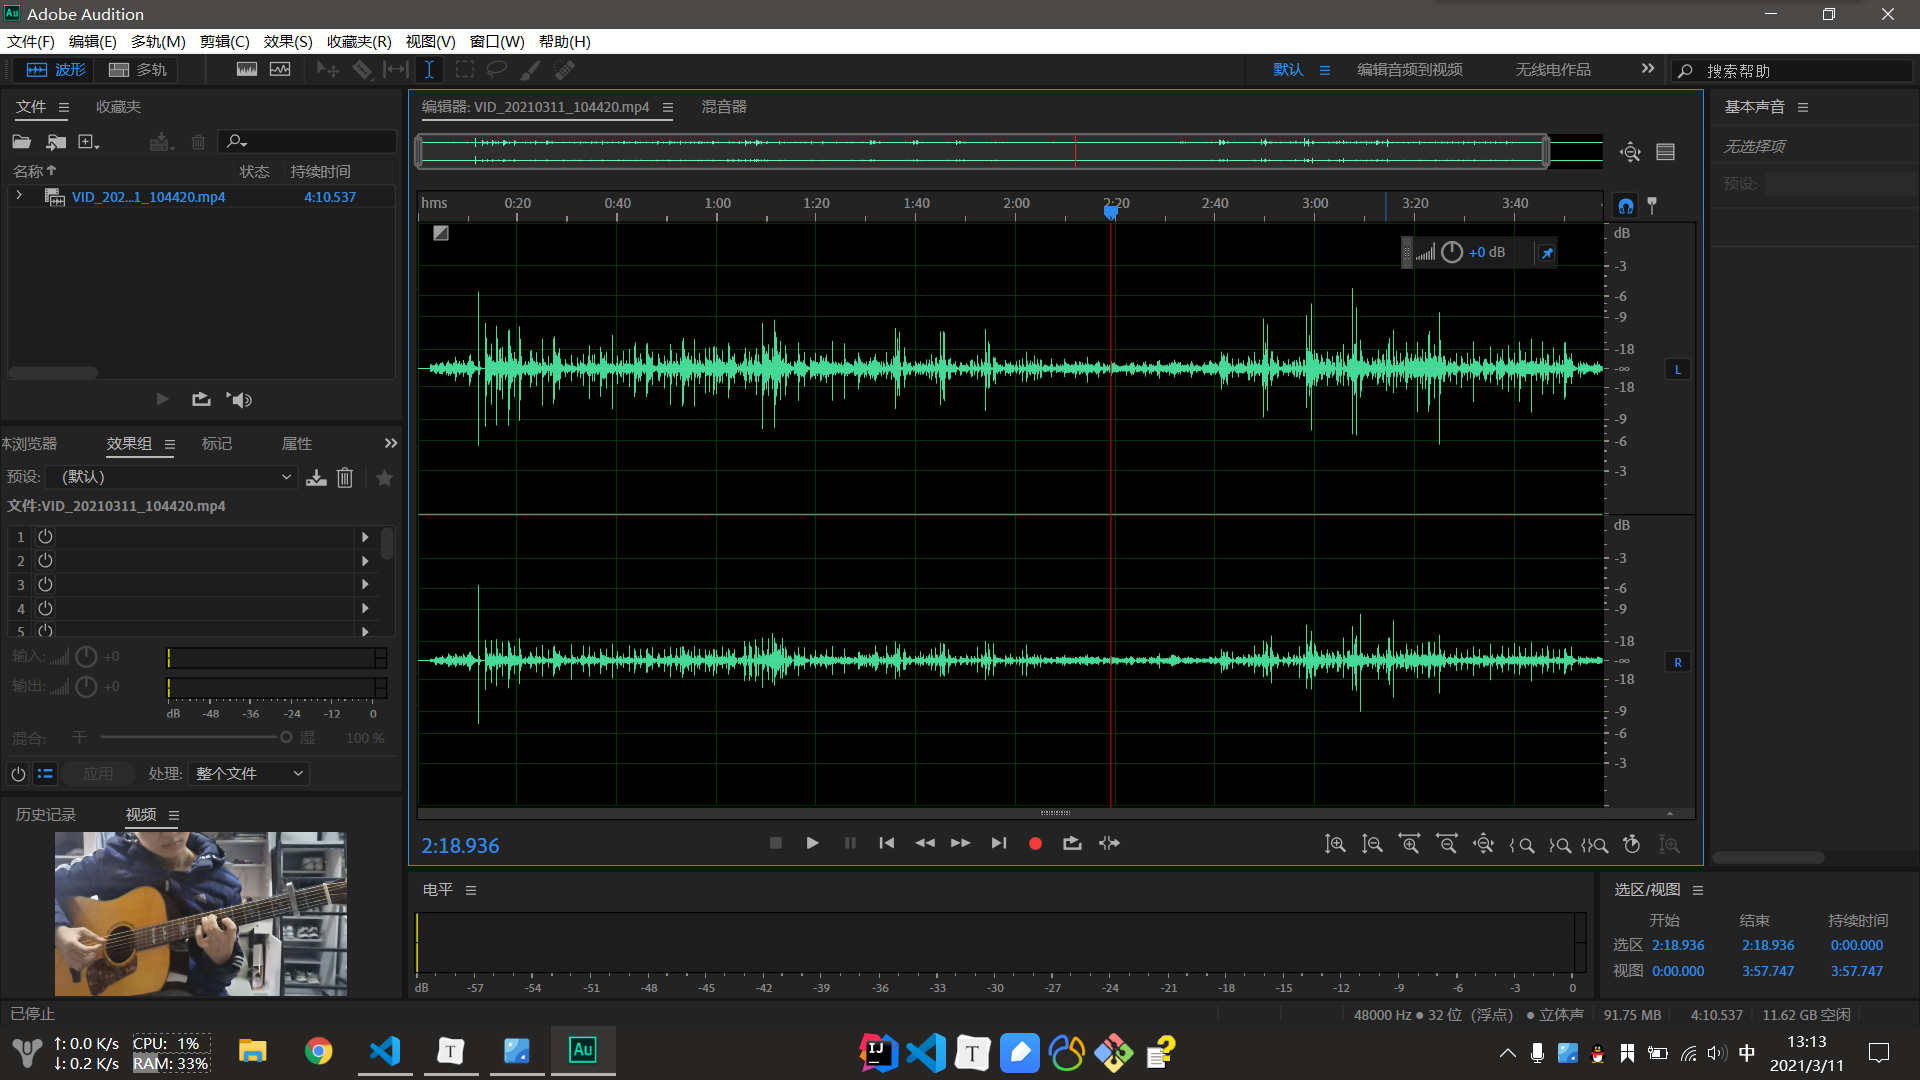 Au Adobe Audition
文件(F) 编辑(E) 多轨(M) 剪辑(C) 效果(S) 收藏夹(R) 视图(V) 窗口(W) 帮助(H)
波形 多轨 默认 编辑音频到视频 无线电作品 搜索帮助
文件 收藏夹
名称 状态 持续时间
VID_202...1_104420.mp4 4:10.537
本浏览器 效果组 标记 属性
预设: (默认)
文件:VID_20210311_104420.mp4
1
2
3
4
5
输入: +0
输出: +0
dB -48 -36 -24 -12 0
混合: 干 湿 100 %
应用 处理: 整个文件
历史记录 视频
编辑器: VID_20210311_104420.mp4 混音器
hms 0:20 0:40 1:00 1:20 1:40 2:00 2:20 2:40 3:00 3:20 3:40
+0 dB
dB
-3
-6
-9
-18
-∞
-18
-9
-6
-3
L
dB
-3
-6
-9
-18
-∞
-18
-9
-6
-3
R
2:18.936
电平
dB -57 -54 -51 -48 -45 -42 -39 -36 -33 -30 -27 -24 -21 -18 -15 -12 -9 -6 -3 0
基本声音
无选择项
预设:
选区/视图
开始 结束 持续时间
选区 2:18.936 2:18.936 0:00.000
视图 0:00.000 3:57.747 3:57.747
已停止 48000 Hz ● 32 位 (浮点) ● 立体声 91.75 MB 4:10.537 11.62 GB 空闲
↑: 0.0 K/s CPU: 1%
↓: 0.2 K/s RAM: 33%
T Au IJ T 中
13:13
2021/3/11